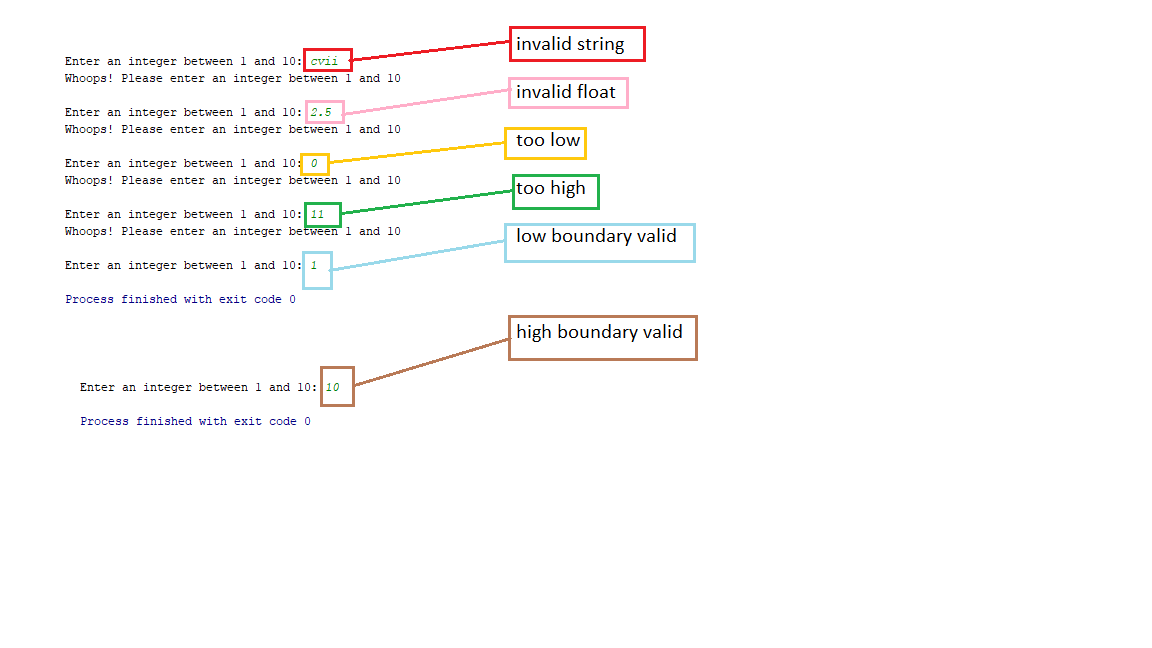 Enter an integer between 1 and 10: cvii
invalid string
Whoops! Please enter an integer between 1 and 10
Enter an integer between 1 and 10: 2.5
invalid float
Whoops! Please enter an integer between 1 and 10
Enter an integer between 1 and 10: 0
too low
Whoops! Please enter an integer between 1 and 10
Enter an integer between 1 and 10: 11
too high
Whoops! Please enter an integer between 1 and 10
Enter an integer between 1 and 10: 1
low boundary valid
Process finished with exit code 0
high boundary valid
Enter an integer between 1 and 10: 10
Process finished with exit code 0